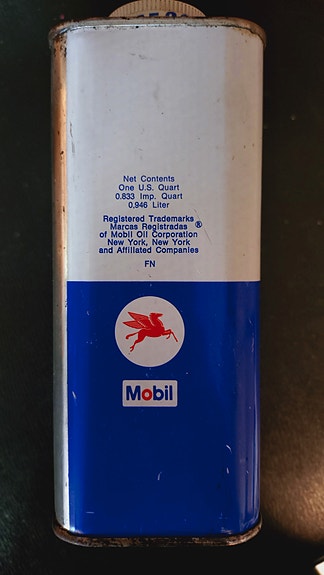 Net Contents
One U.S. Quart
0.833 Imp. Quart
0.946 Liter
Registered Trademarks
Marcas Registradas ®
of Mobil Oil Corporation
New York, New York
and Affiliated Companies
FN
Mobil